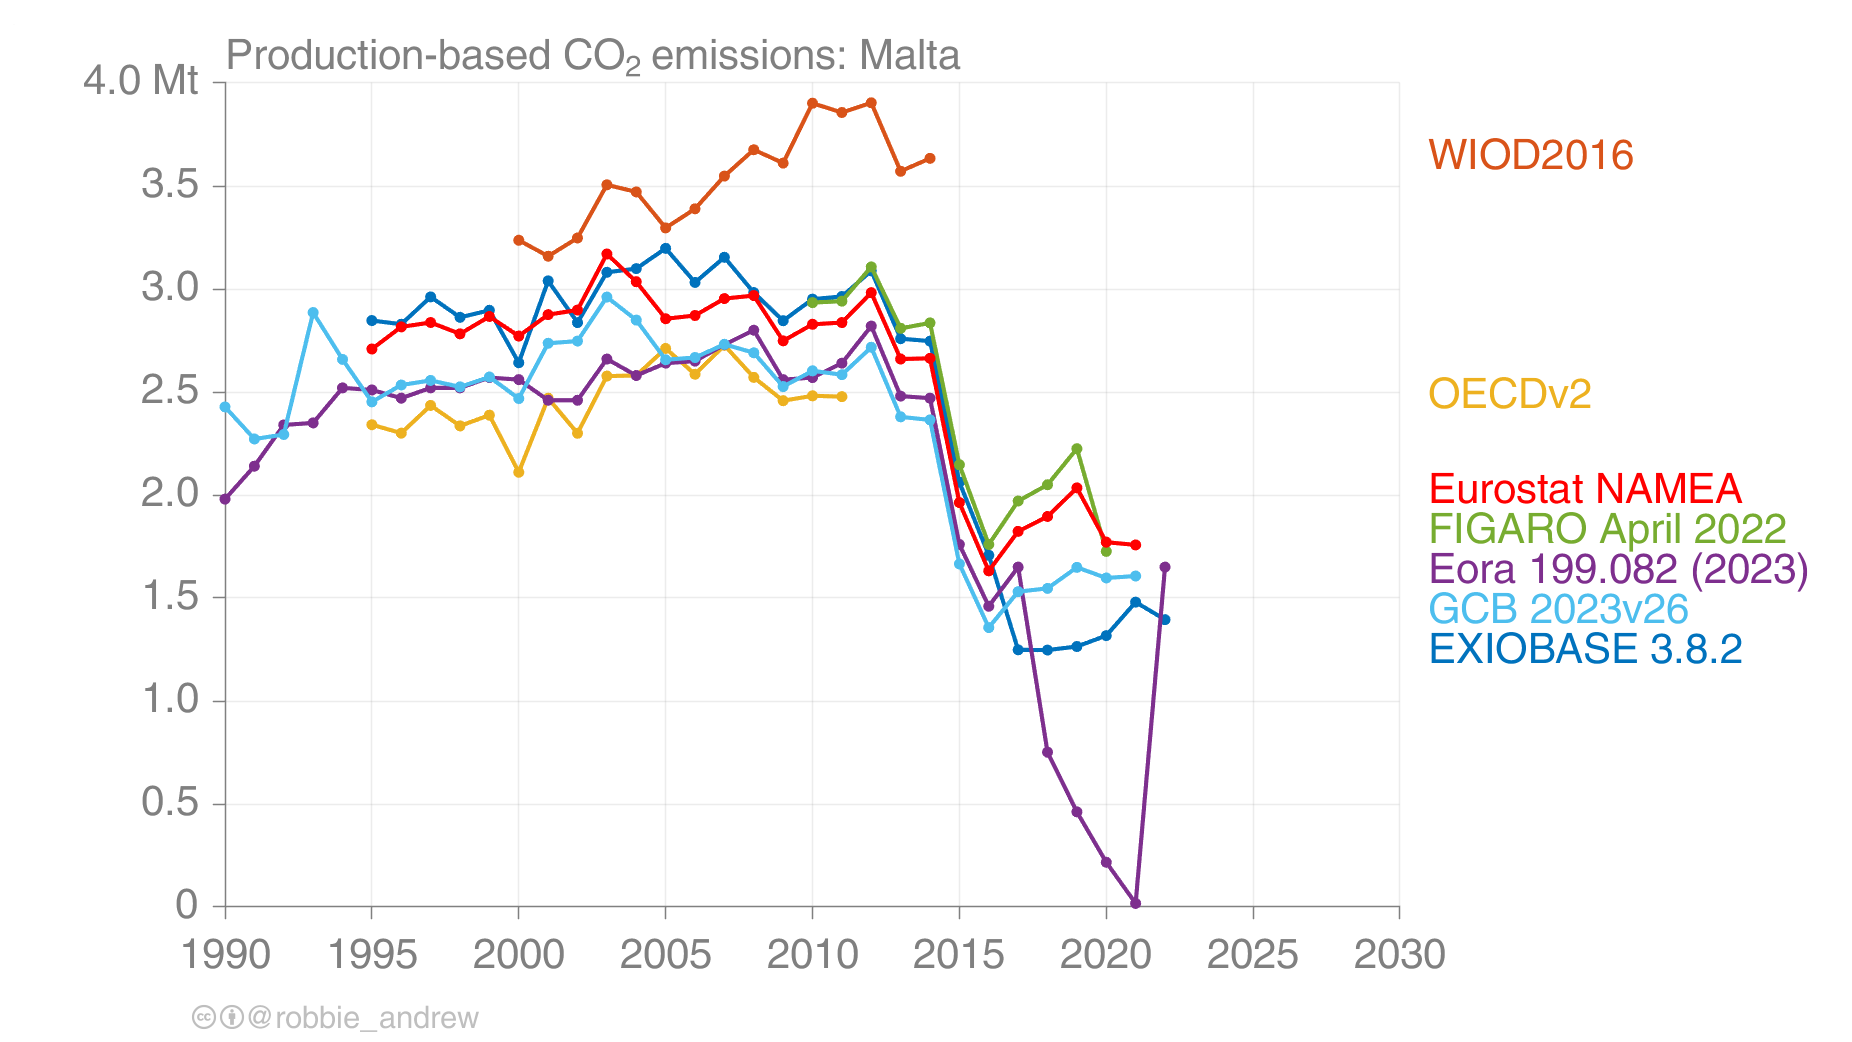 Production-based CO₂ emissions: Malta
4.0 Mt
3.5
3.0
2.5
2.0
1.5
1.0
0.5
0
1990 1995 2000 2005 2010 2015 2020 2025 2030
WIOD2016
OECDv2
Eurostat NAMEA
FIGARO April 2022
Eora 199.082 (2023)
GCB 2023v26
EXIOBASE 3.8.2
cc @robbie_andrew